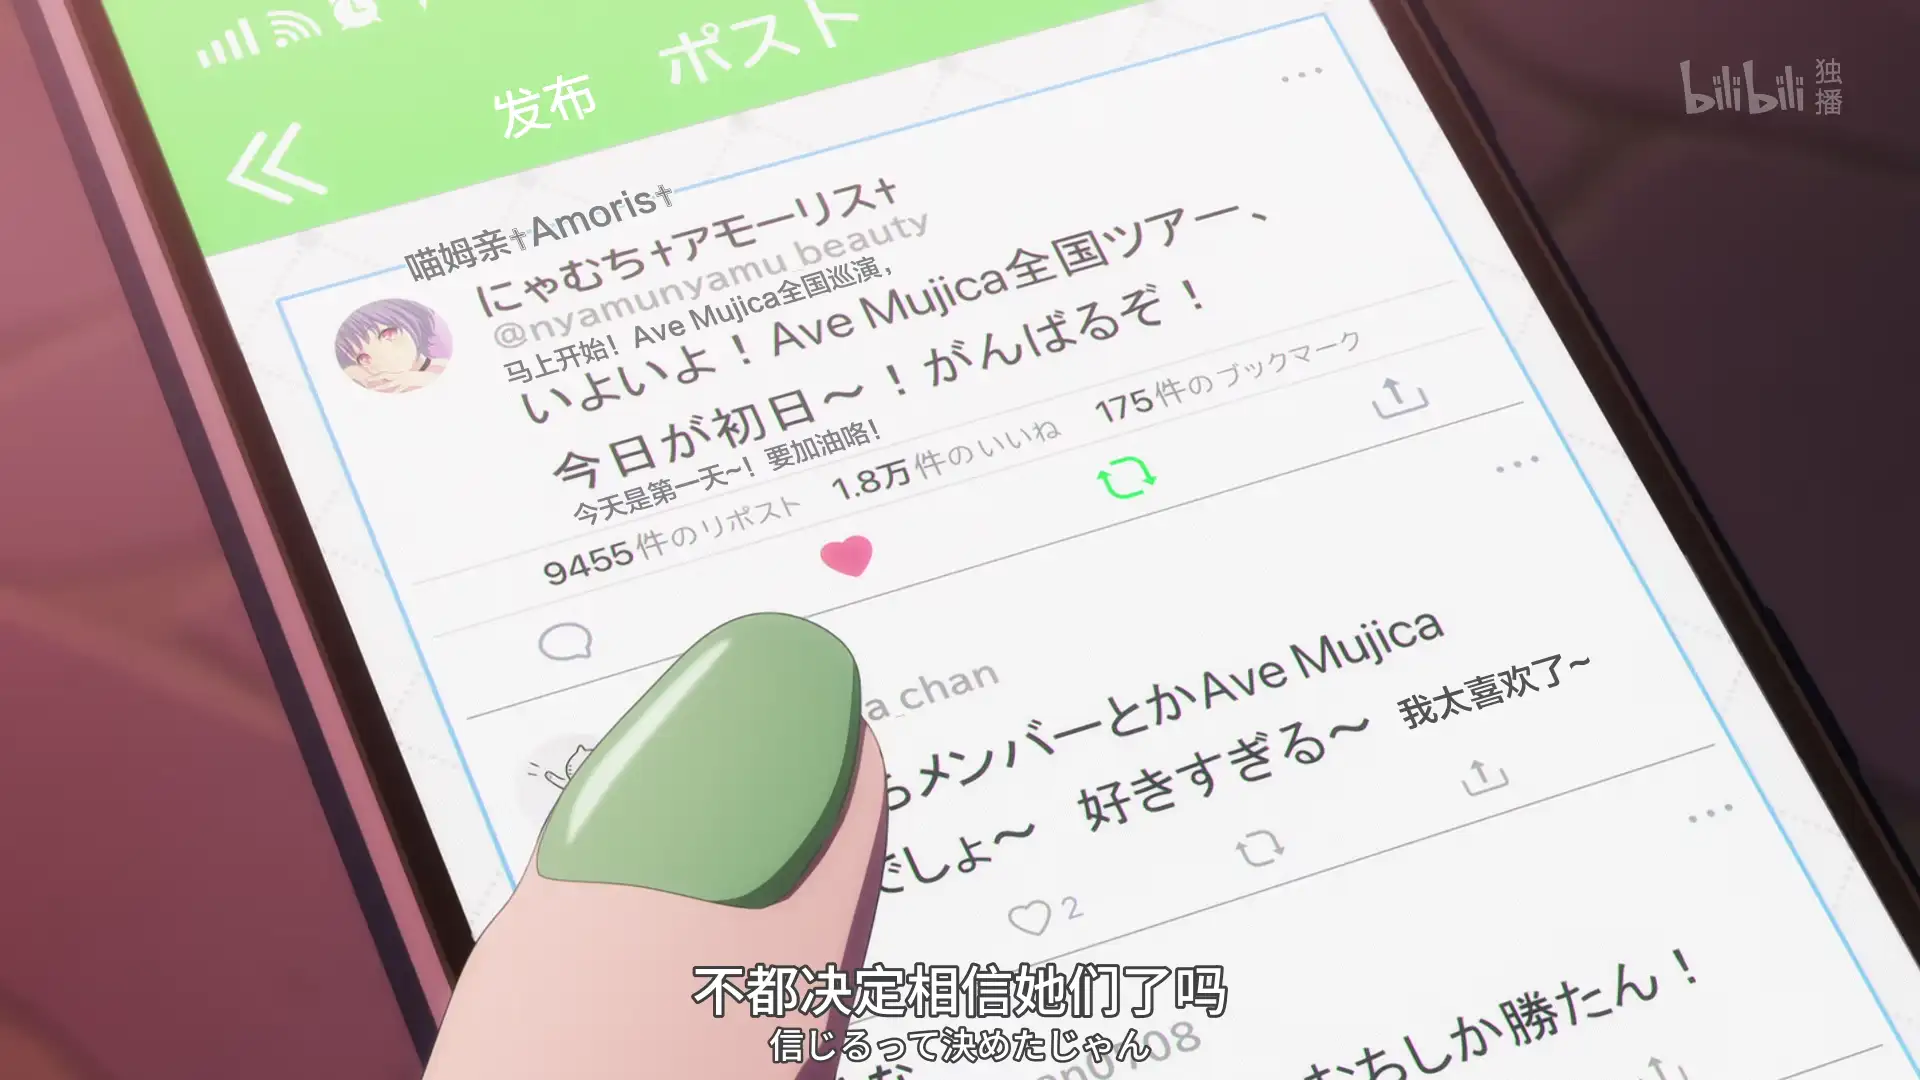 bilibili 独播
发布 ポスト
喵姆亲†Amoris†
にゃむち†アモーリス†
@nyamunyamu_beauty
马上开始！Ave Mujica全国巡演，
いよいよ！Ave Mujica全国ツアー、
今日が初日〜！がんばるぞ！
今天是第一天~！要加油咯！
9455件のリポスト 1.8万件のいいね 175件のブックマーク
a_chan
メンバーとかAve Mujica
でしょ〜 好きすぎる〜 我太喜欢了~
2
むちしか勝たん！
不都决定相信她们了吗
信じるって決めたじゃん